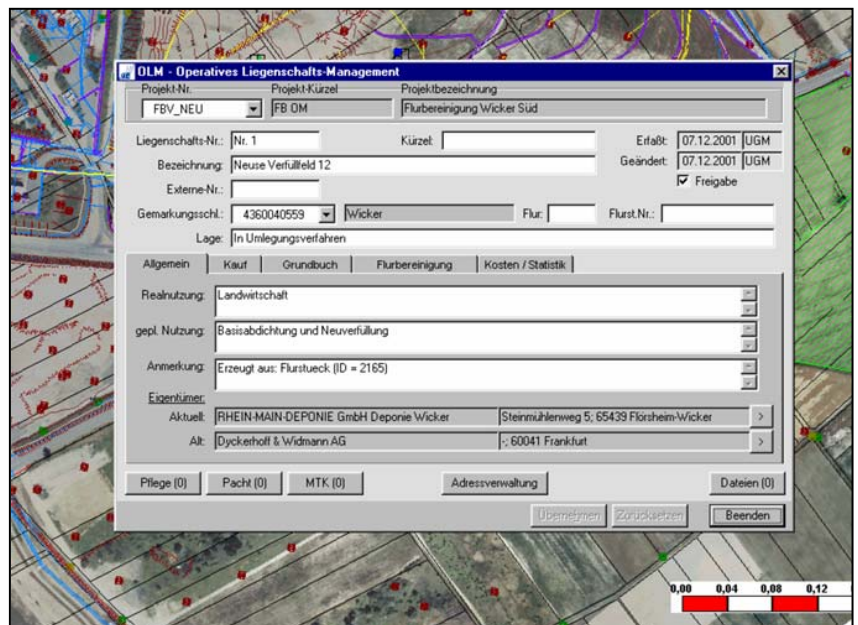 OLM - Operatives Liegenschafts-Management
Projekt-Nr. Projekt-Kürzel Projektbezeichnung
FBV_NEU FB OM Flurbereinigung Wicker Süd
Liegenschafts-Nr.: Nr. 1 Kürzel: Erfaßt: 07.12.2001 UGM
Bezeichnung: Neuse Verfüllfeld 12 Geändert: 07.12.2001 UGM
Externe-Nr.: Freigabe
Gemarkungsschl.: 4360040559 Wicker Flur: Flurst.Nr.:
Lage: In Umlegungsverfahren
Allgemein Kauf Grundbuch Flurbereinigung Kosten / Statistik
Realnutzung: Landwirtschaft
gepl. Nutzung: Basisabdichtung und Neuverfüllung
Anmerkung: Erzeugt aus: Flurstueck (ID = 2165)
Eigentümer:
Aktuell: RHEIN-MAIN-DEPONIE GmbH Deponie Wicker Steinmühlenweg 5; 65439 Flörsheim-Wicker >
Alt: Dyckerhoff & Widmann AG -; 60041 Frankfurt >
Pflege (0) Pacht (0) MTK (0) Adressverwaltung Dateien (0)
Übernehmen Zurücksetzen Beenden
0,00 0,04 0,08 0,12